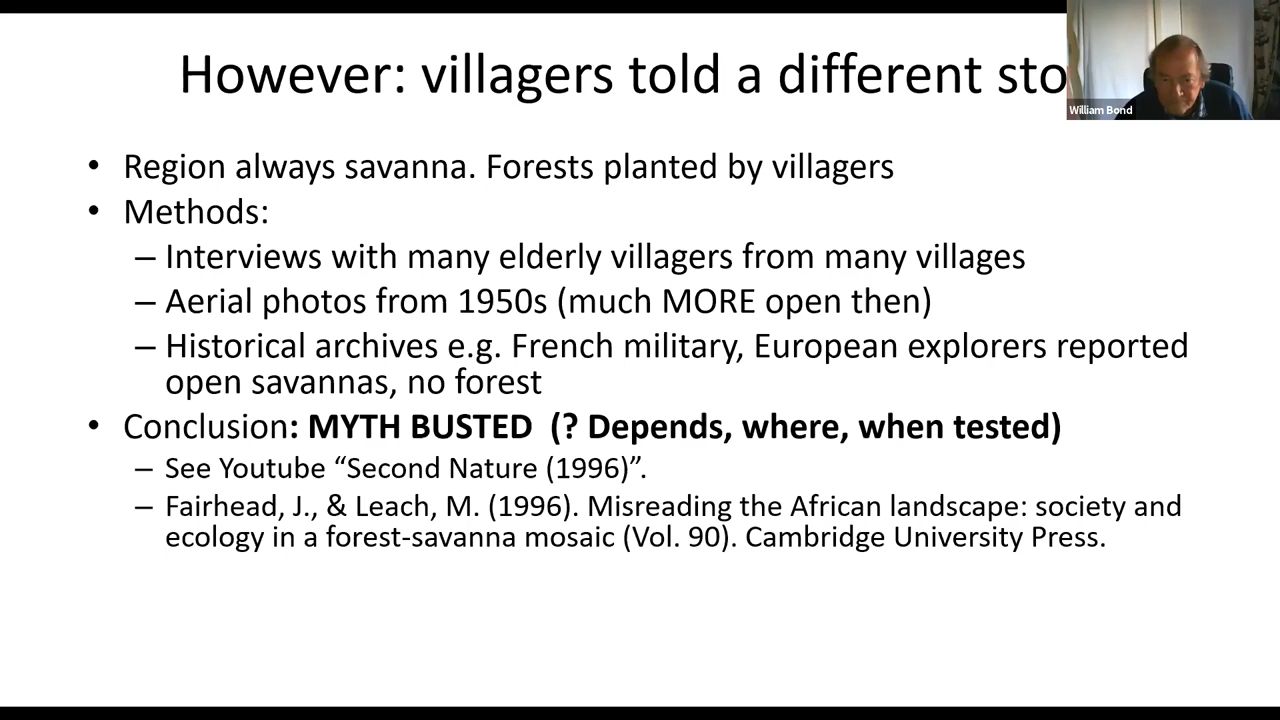 However: villagers told a different sto
William Bond
• Region always savanna. Forests planted by villagers
• Methods:
– Interviews with many elderly villagers from many villages
– Aerial photos from 1950s (much MORE open then)
– Historical archives e.g. French military, European explorers reported
open savannas, no forest
• Conclusion: MYTH BUSTED (? Depends, where, when tested)
– See Youtube “Second Nature (1996)”.
– Fairhead, J., & Leach, M. (1996). Misreading the African landscape: society and
ecology in a forest-savanna mosaic (Vol. 90). Cambridge University Press.